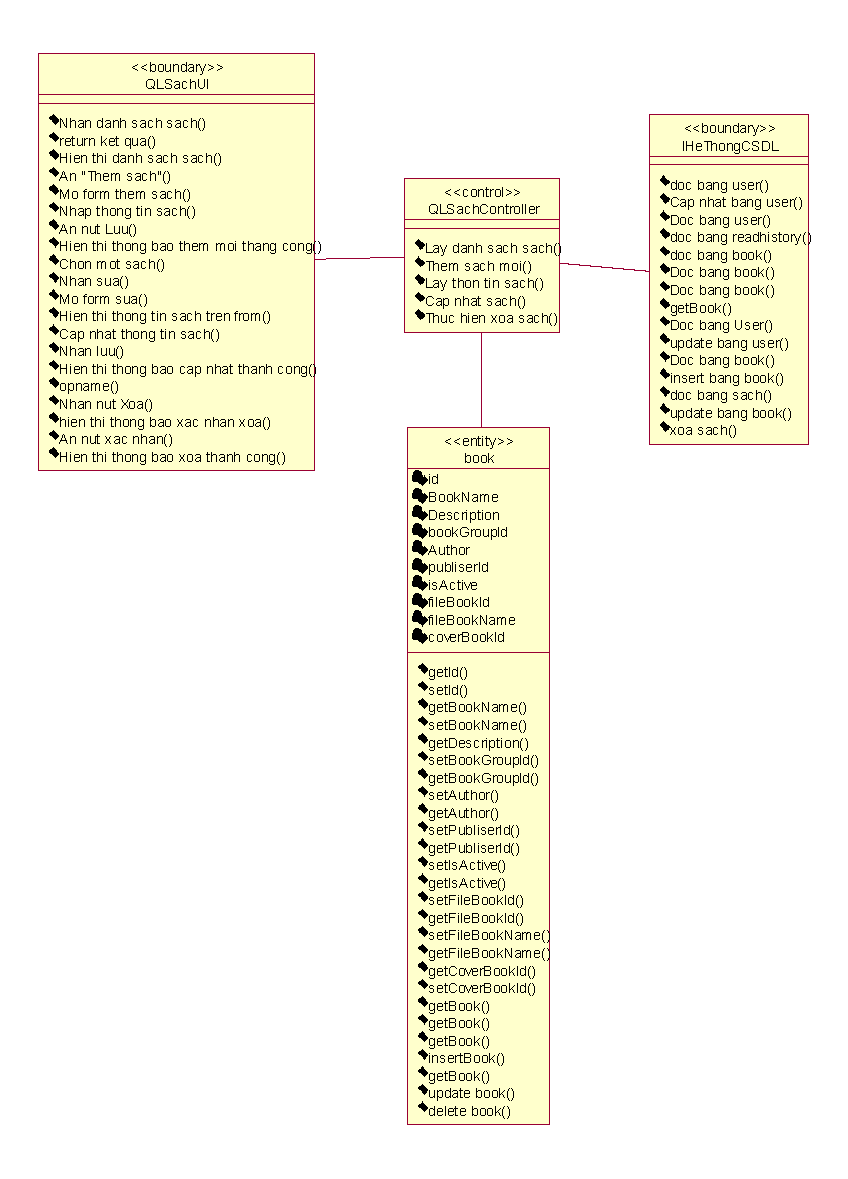 <<boundary>>
QLSachUI
Nhan danh sach sach()
return ket qua()
Hien thi danh sach sach()
An "Them sach"()
Mo form them sach()
Nhap thong tin sach()
An nut Luu()
Hien thi thong bao them moi thang cong()
Chon mot sach()
Nhan sua()
Mo form sua()
Hien thi thong tin sach tren from()
Cap nhat thong tin sach()
Nhan luu()
Hien thi thong bao cap nhat thanh cong()
opname()
Nhan nut Xoa()
hien thi thong bao xac nhan xoa()
An nut xac nhan()
Hien thi thong bao xoa thanh cong()
<<control>>
QLSachController
Lay danh sach sach()
Them sach moi()
Lay thon tin sach()
Cap nhat sach()
Thuc hien xoa sach()
<<boundary>>
IHeThongCSDL
doc bang user()
Cap nhat bang user()
Doc bang user()
doc bang readhistory()
doc bang book()
Doc bang book()
Doc bang book()
getBook()
Doc bang User()
update bang user()
Doc bang book()
insert bang book()
doc bang sach()
update bang book()
xoa sach()
<<entity>>
book
id
BookName
Description
bookGroupId
Author
publiserId
isActive
fileBookId
fileBookName
coverBookId
getId()
setId()
getBookName()
setBookName()
getDescription()
setBookGroupId()
getBookGroupId()
setAuthor()
getAuthor()
setPubliserId()
getPubliserId()
setIsActive()
getIsActive()
setFileBookId()
getFileBookId()
setFileBookName()
getFileBookName()
getCoverBookId()
setCoverBookId()
getBook()
getBook()
getBook()
insertBook()
getBook()
update book()
delete book()